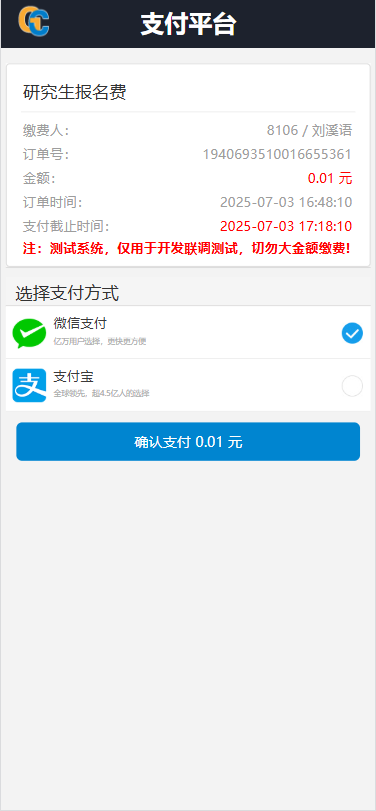 支付平台
研究生报名费
缴费人： 8106 / 刘溪语
订单号： 1940693510016655361
金额： 0.01 元
订单时间： 2025-07-03 16:48:10
支付截止时间： 2025-07-03 17:18:10
注：测试系统，仅用于开发联调测试，切勿大金额缴费!
选择支付方式
微信支付
亿万用户选择，更快更方便
支付宝
全球领先，超4.5亿人的选择
确认支付 0.01 元